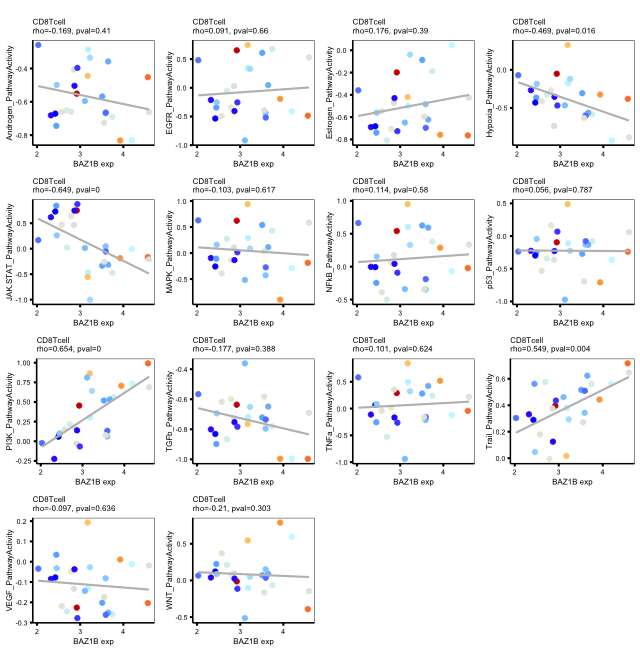 CD8Tcell
rho=-0.169, pval=0.41
Androgen_PathwayActivity
-0.4
-0.6
-0.8
2
3
4
BAZ1B exp
CD8Tcell
rho=0.091, pval=0.66
EGFR_PathwayActivity
0.5
0.0
-0.5
-1.0
2
3
4
BAZ1B exp
CD8Tcell
rho=0.176, pval=0.39
Estrogen_PathwayActivity
0.0
-0.2
-0.4
-0.6
-0.8
2
3
4
BAZ1B exp
CD8Tcell
rho=-0.469, pval=0.016
Hypoxia_PathwayActivity
0.0
-0.5
2
3
4
BAZ1B exp
CD8Tcell
rho=-0.649, pval=0
JAK.STAT_PathwayActivity
0.5
0.0
-0.5
-1.0
2
3
4
BAZ1B exp
CD8Tcell
rho=-0.103, pval=0.617
MAPK_PathwayActivity
1.0
0.5
0.0
-0.5
2
3
4
BAZ1B exp
CD8Tcell
rho=0.114, pval=0.58
NFkB_PathwayActivity
1.0
0.5
0.0
-0.5
2
3
4
BAZ1B exp
CD8Tcell
rho=0.056, pval=0.787
p53_PathwayActivity
0.5
0.0
-0.5
-1.0
2
3
4
BAZ1B exp
CD8Tcell
rho=0.654, pval=0
PI3K_PathwayActivity
1.00
0.75
0.50
0.25
0.00
-0.25
2
3
4
BAZ1B exp
CD8Tcell
rho=-0.177, pval=0.388
TGFb_PathwayActivity
-0.4
-0.6
-0.8
-1.0
2
3
4
BAZ1B exp
CD8Tcell
rho=0.101, pval=0.624
TNFa_PathwayActivity
0.5
0.0
-0.5
-1.0
2
3
4
BAZ1B exp
CD8Tcell
rho=0.549, pval=0.004
Trail_PathwayActivity
0.6
0.4
0.2
0.0
2
3
4
BAZ1B exp
CD8Tcell
rho=-0.097, pval=0.636
VEGF_PathwayActivity
0.2
0.1
0.0
-0.1
-0.2
-0.3
2
3
4
BAZ1B exp
CD8Tcell
rho=-0.21, pval=0.303
WNT_PathwayActivity
0.5
0.0
-0.5
2
3
4
BAZ1B exp